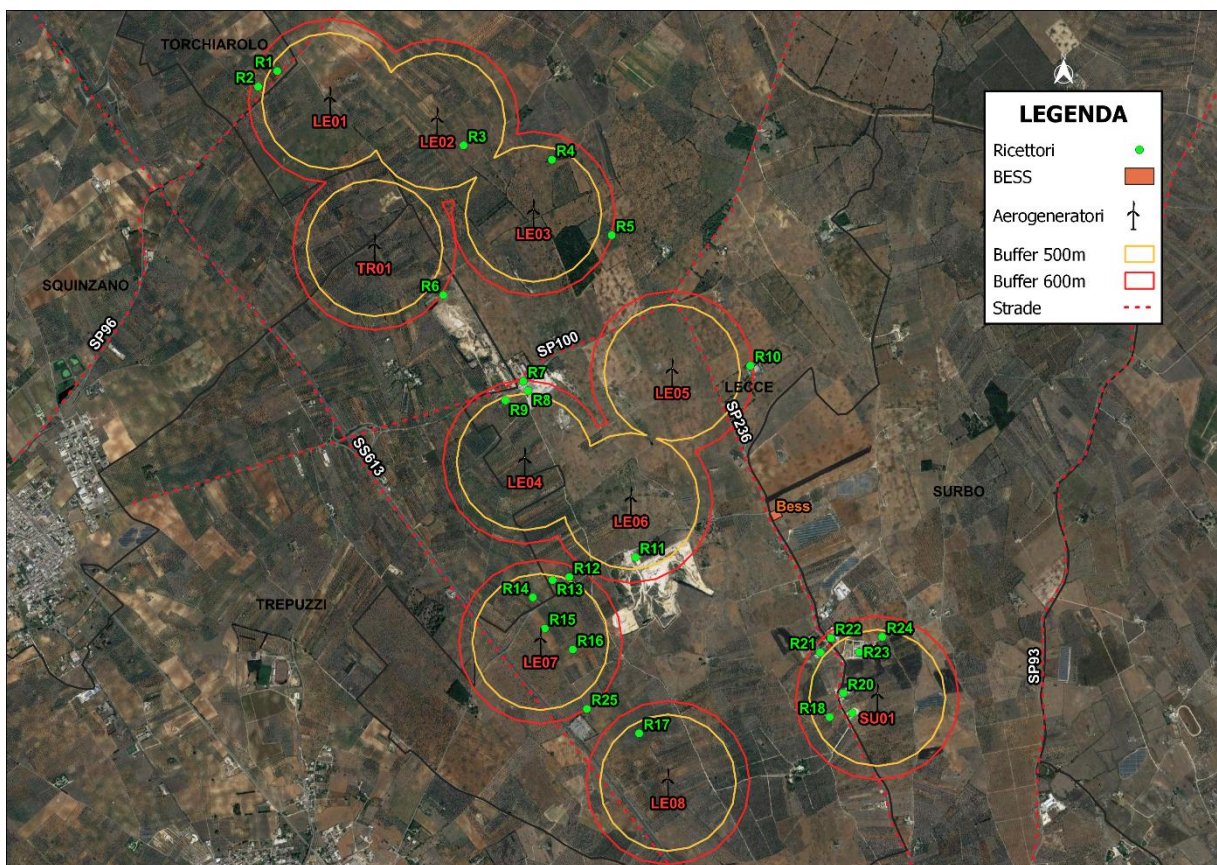 TORCHIAROLO
R1
R2
LE01
LE02
R3
R4
LE03
R5
TR01
R6
SQUINZANO
SP96
SP100
R7
R8
R9
R10
LE05
LECCE
SP236
SS613
LE04
LE06
Bess
SURBO
R11
R12
R13
R14
TREPUZZI
R15
R16
LE07
R25
R17
LE08
R22
R24
R21
R23
R20
R18
SU01
SP93
LEGENDA
Ricettori
BESS
Aerogeneratori
Buffer 500m
Buffer 600m
Strade